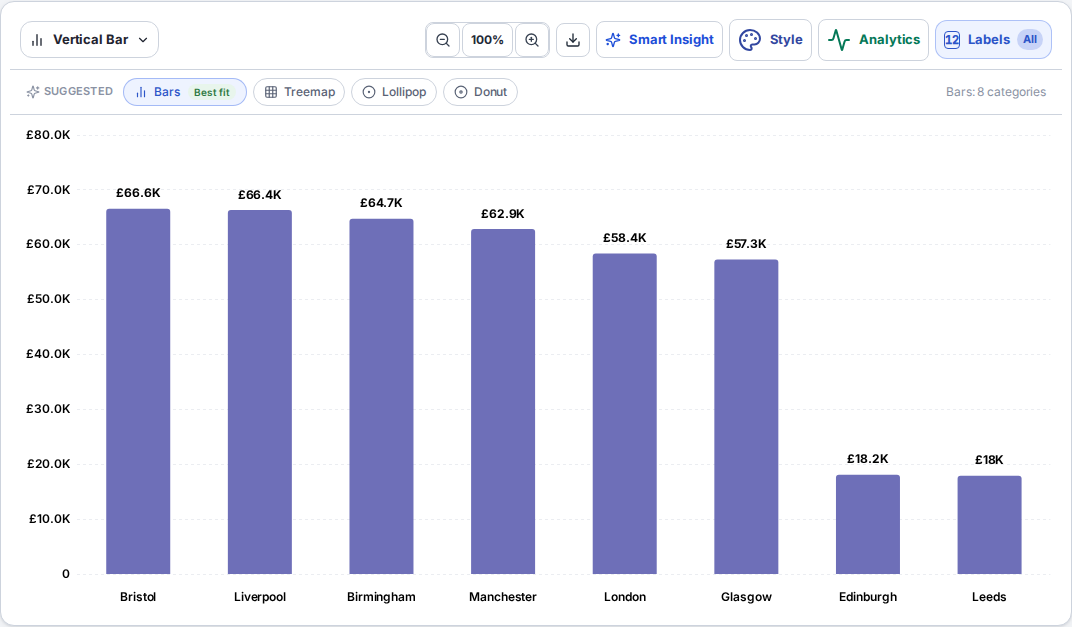 Vertical Bar
100%
Smart Insight
Style
Analytics
12 Labels All
SUGGESTED
Bars Best fit
Treemap
Lollipop
Donut
Bars: 8 categories
£80.0K
£70.0K
£60.0K
£50.0K
£40.0K
£30.0K
£20.0K
£10.0K
0
£66.6K
£66.4K
£64.7K
£62.9K
£58.4K
£57.3K
£18.2K
£18K
Bristol
Liverpool
Birmingham
Manchester
London
Glasgow
Edinburgh
Leeds